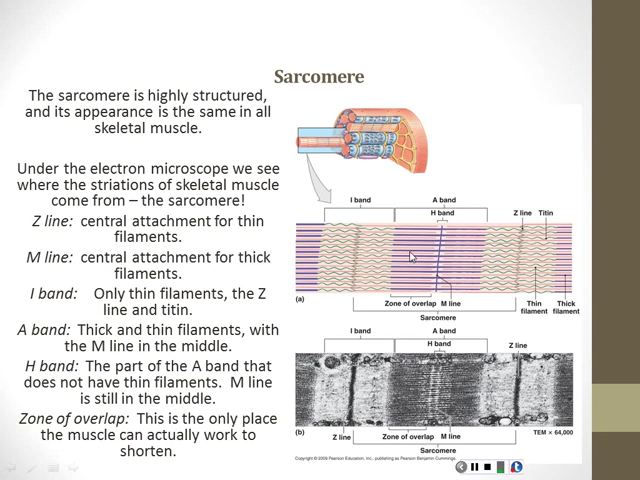 Sarcomere
The sarcomere is highly structured,
and its appearance is the same in all
skeletal muscle.
Under the electron microscope we see
where the striations of skeletal muscle
come from – the sarcomere!
Z line: central attachment for thin
filaments.
M line: central attachment for thick
filaments.
I band: Only thin filaments, the Z
line and titin.
A band: Thick and thin filaments, with
the M line in the middle.
H band: The part of the A band that
does not have thin filaments. M line
is still in the middle.
Zone of overlap: This is the only place
the muscle can actually work to
shorten.
I band
A band
H band
Z line
Titin
(a)
Zone of overlap
M line
Thin
filament
Thick
filament
Sarcomere
I band
A band
H band
Z line
(b)
Z line
Zone of overlap
M line
TEM × 64,000
Sarcomere
Copyright © 2009 Pearson Education, Inc., publishing as Pearson Benjamin Cummings.